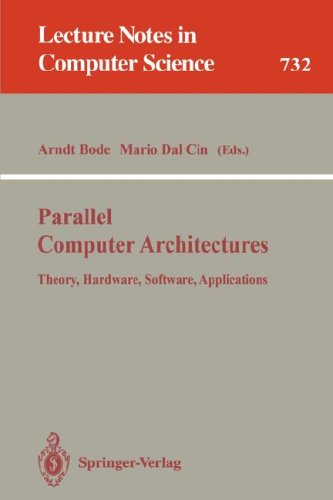 Lecture Notes in
Computer Science
732
Arndt Bode Mario Dal Cin (Eds.)
Parallel
Computer Architectures
Theory, Hardware, Software, Applications
Springer-Verlag